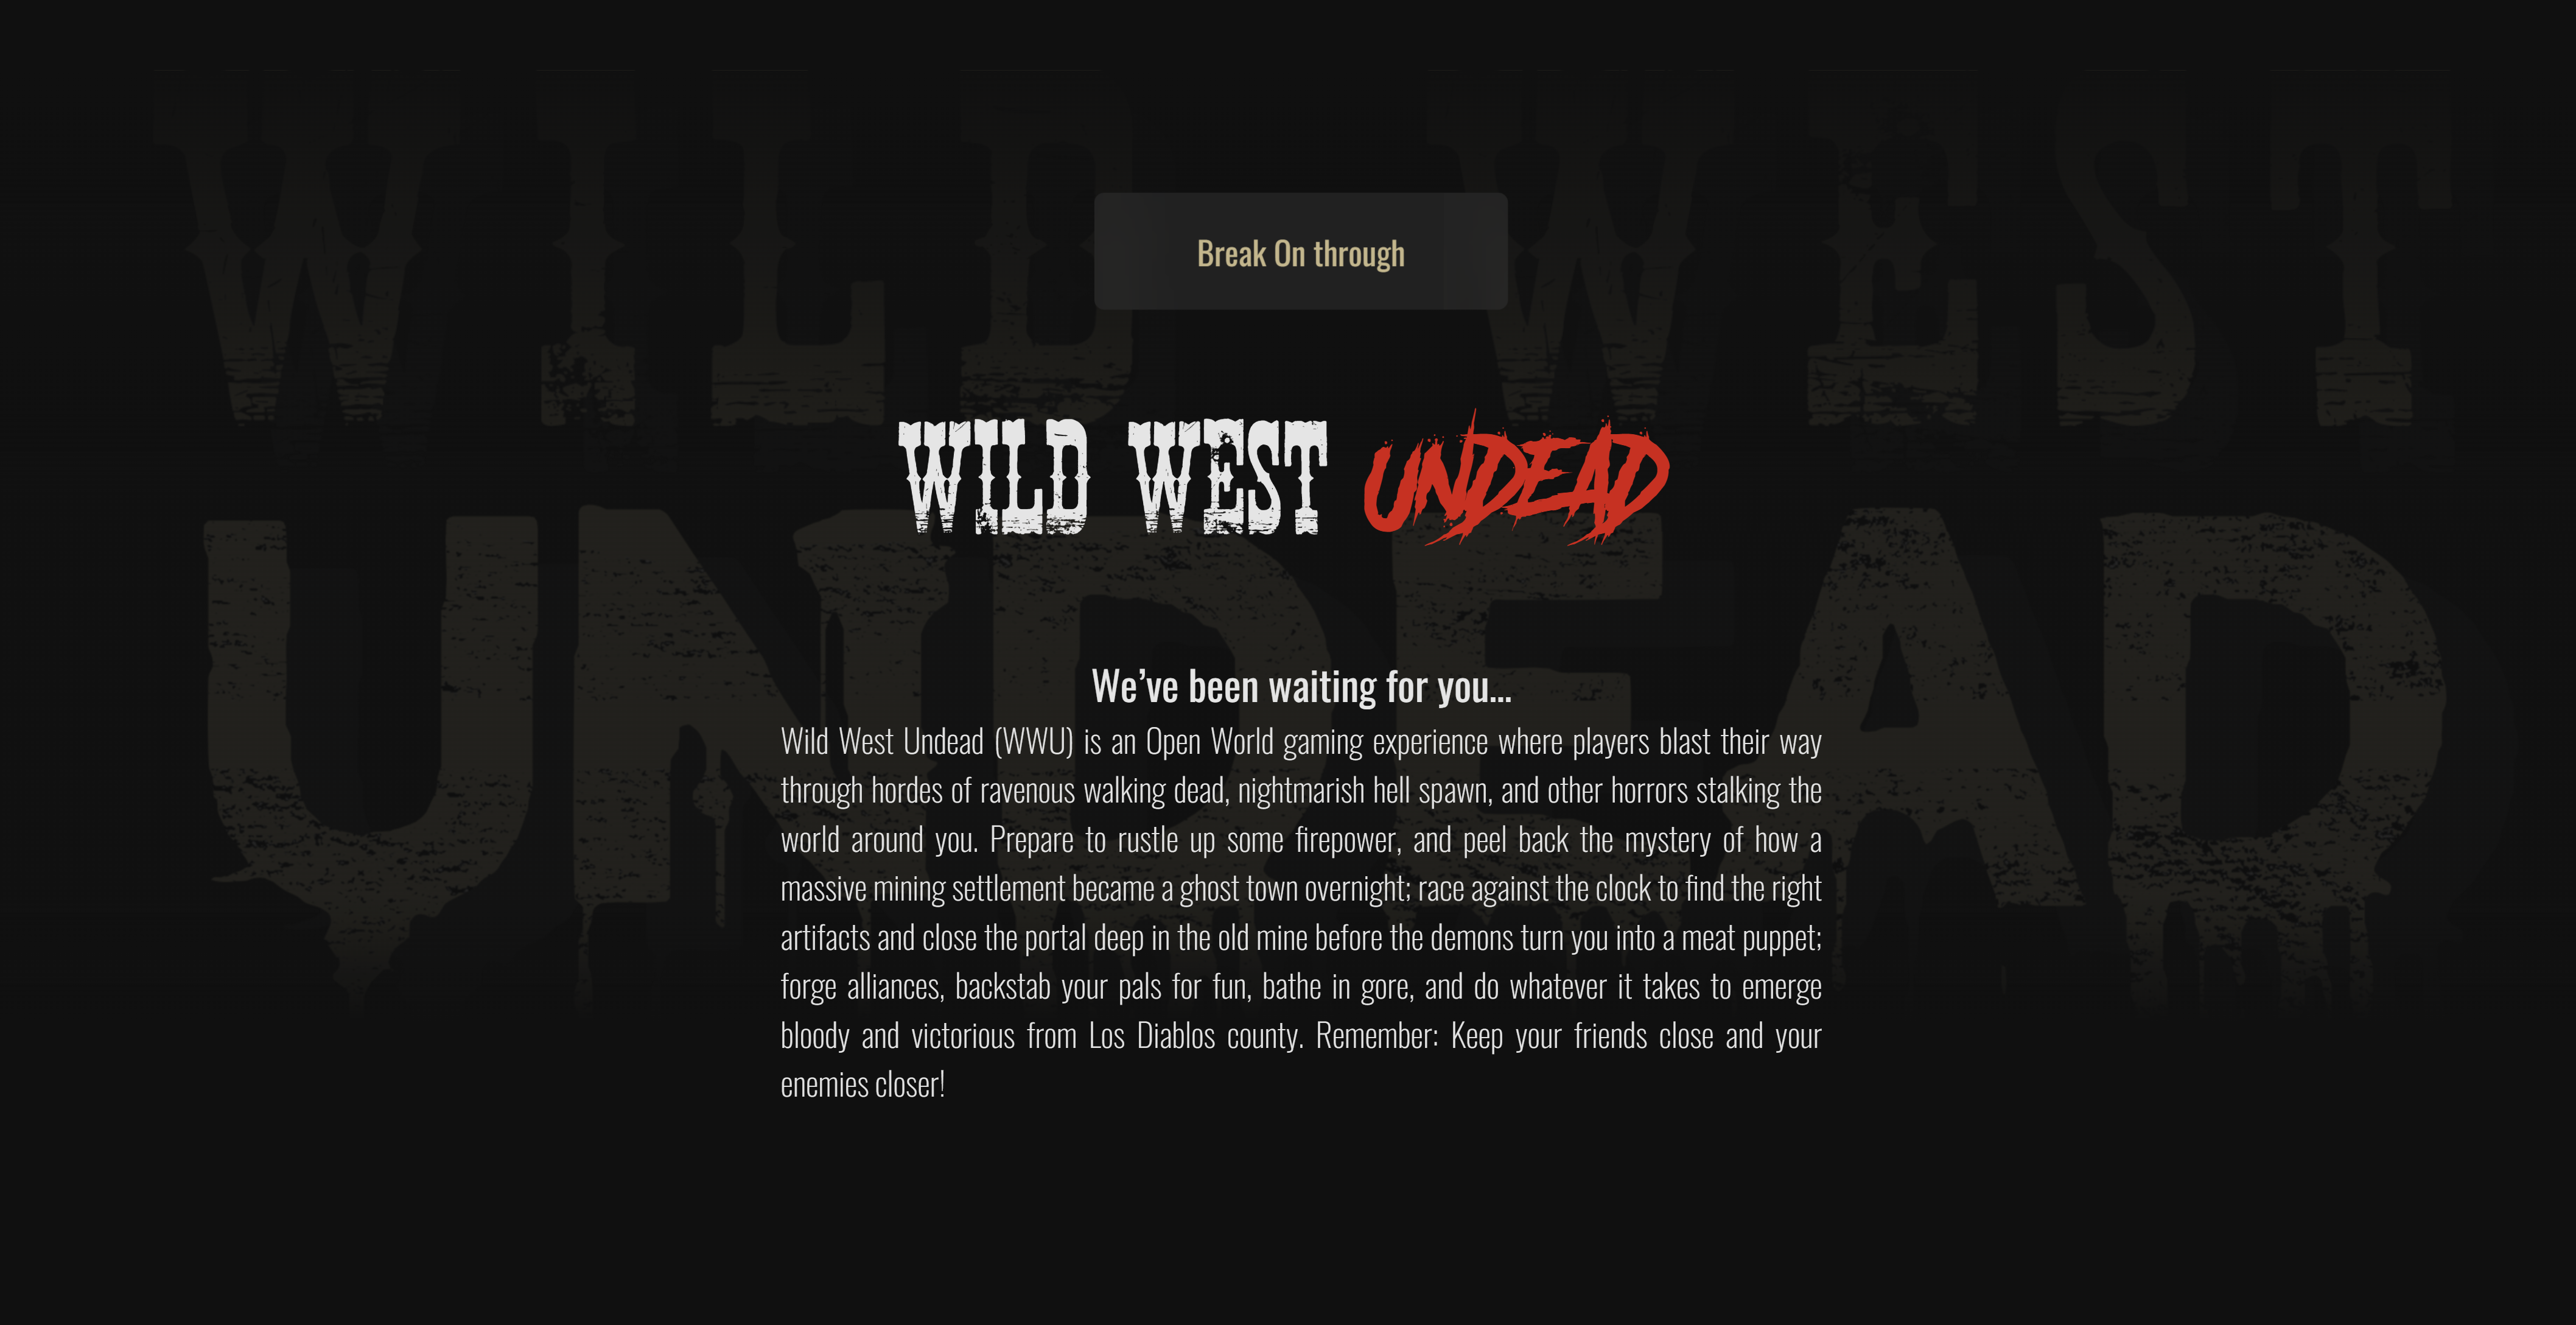 WILD WEST
Break On through
WILD WEST UNDEAD
UNDEAD
We’ve been waiting for you...
Wild West Undead (WWU) is an Open World gaming experience where players blast their way
through hordes of ravenous walking dead, nightmarish hell spawn, and other horrors stalking the
world around you. Prepare to rustle up some firepower, and peel back the mystery of how a
massive mining settlement became a ghost town overnight; race against the clock to find the right
artifacts and close the portal deep in the old mine before the demons turn you into a meat puppet;
forge alliances, backstab your pals for fun, bathe in gore, and do whatever it takes to emerge
bloody and victorious from Los Diablos county. Remember: Keep your friends close and your
enemies closer!